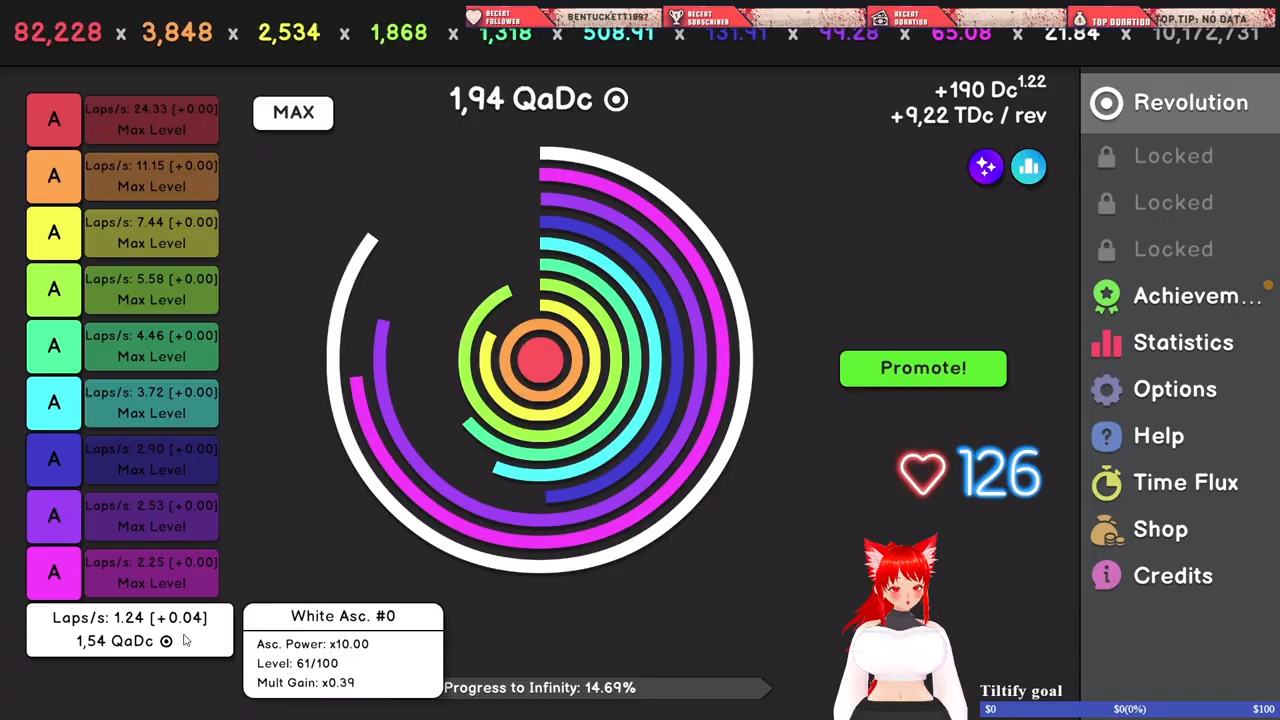 RECENT FOLLOWER
BENTUCKETT1997
RECENT SUBSCRIBER
RECENT DONATION
TOP DONATION
TOP TIP: NO DATA
82,228 x 3,848 x 2,534 x 1,868 x 1,318 x 508.91 x 131.91 x 99.28 x 65.08 x 21.84 x 10,172,731
A
Laps/s: 24.33 [+0.00]
Max Level
A
Laps/s: 11.15 [+0.00]
Max Level
A
Laps/s: 7.44 [+0.00]
Max Level
A
Laps/s: 5.58 [+0.00]
Max Level
A
Laps/s: 4.46 [+0.00]
Max Level
A
Laps/s: 3.72 [+0.00]
Max Level
A
Laps/s: 2.90 [+0.00]
Max Level
A
Laps/s: 2.53 [+0.00]
Max Level
A
Laps/s: 2.25 [+0.00]
Max Level
Laps/s: 1.24 [+0.04]
1,54 QaDc
MAX
1,94 QaDc
+190 Dc1.22
+9,22 TDc / rev
Promote!
126
White Asc. #0
Asc. Power: x10.00
Level: 61/100
Mult Gain: x0.39
Progress to Infinity: 14.69%
Revolution
Locked
Locked
Locked
Achievem...
Statistics
Options
Help
Time Flux
Shop
Credits
Tiltify goal
$0 $0(0%) $100